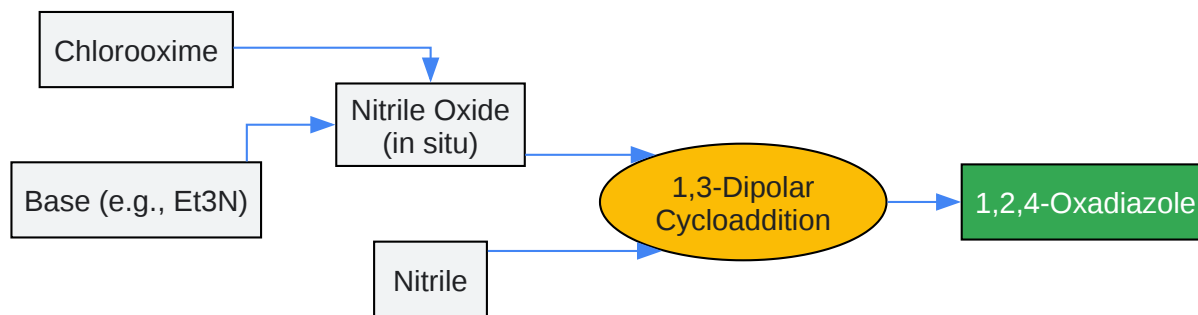 Chlorooxime
Nitrile Oxide
(in situ)
Base (e.g., Et3N)
1,3-Dipolar
Cycloaddition
1,2,4-Oxadiazole
Nitrile